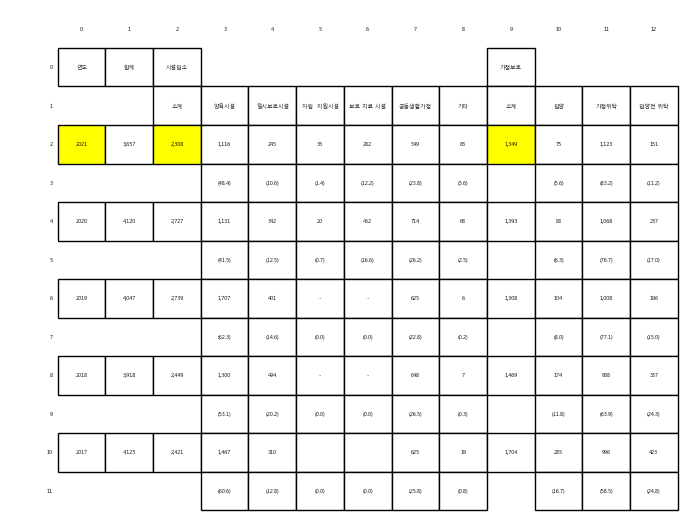 0 1 2 3 4 5 6 7 8 9 10 11 12
0 연도 합계 시설입소 가정보호
1 소계 양육시설 일시보호시설 자립 지원시설 보호 치료 시설 공동생활가정 기타 소계 입양 가정위탁 입양전 위탁
2 2021 3,657 2,308 1,116 245 33 282 549 83 1,349 75 1,123 151
3 (48.4) (10.6) (1.4) (12.2) (23.8) (3.6) (5.6) (83.2) (11.2)
4 2020 4,120 2,727 1,131 342 20 452 714 68 1,393 88 1,068 237
5 (41.5) (12.5) (0.7) (16.6) (26.2) (2.5) (6.3) (76.7) (17.0)
6 2019 4,047 2,739 1,707 401 - - 625 6 1,308 104 1,008 196
7 (62.3) (14.6) (0.0) (0.0) (22.8) (0.2) (8.0) (77.1) (15.0)
8 2018 3,918 2,449 1,300 494 - - 648 7 1,469 174 938 357
9 (53.1) (20.2) (0.0) (0.0) (26.5) (0.3) (11.8) (63.9) (24.3)
10 2017 4,125 2,421 1,467 310 625 19 1,704 285 996 423
11 (60.6) (12.8) (0.0) (0.0) (25.8) (0.8) (16.7) (58.5) (24.8)